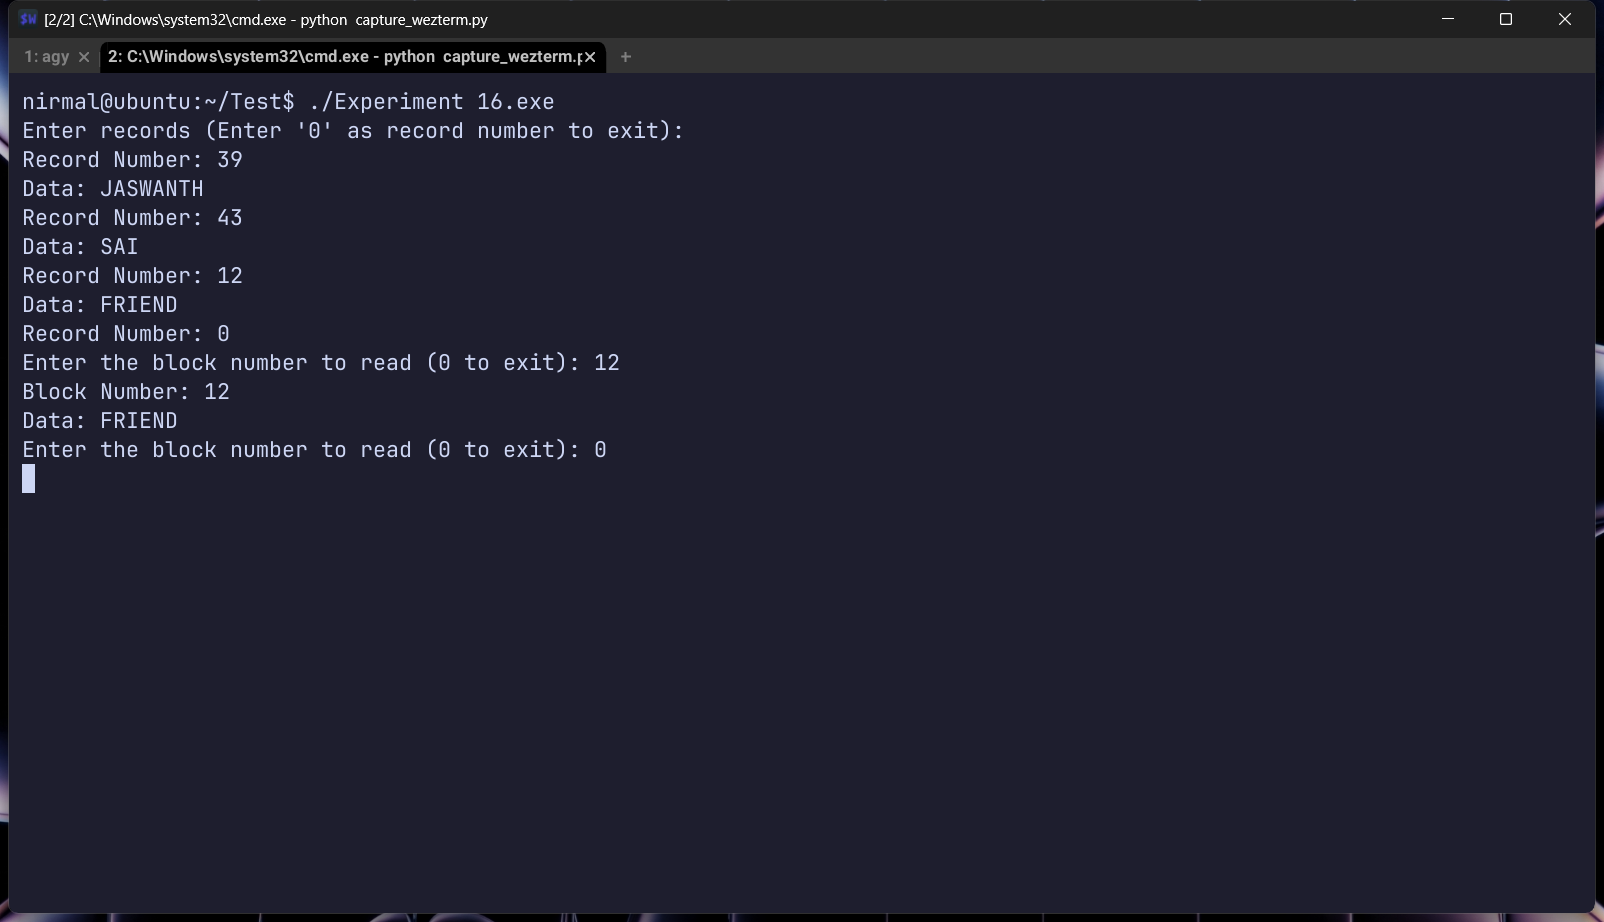 [2/2] C:\Windows\system32\cmd.exe - python  capture_wezterm.py
1: agy
2: C:\Windows\system32\cmd.exe - python  capture_wezterm.p
nirmal@ubuntu:~/Test$ ./Experiment 16.exe
Enter records (Enter '0' as record number to exit):
Record Number: 39
Data: JASWANTH
Record Number: 43
Data: SAI
Record Number: 12
Data: FRIEND
Record Number: 0
Enter the block number to read (0 to exit): 12
Block Number: 12
Data: FRIEND
Enter the block number to read (0 to exit): 0